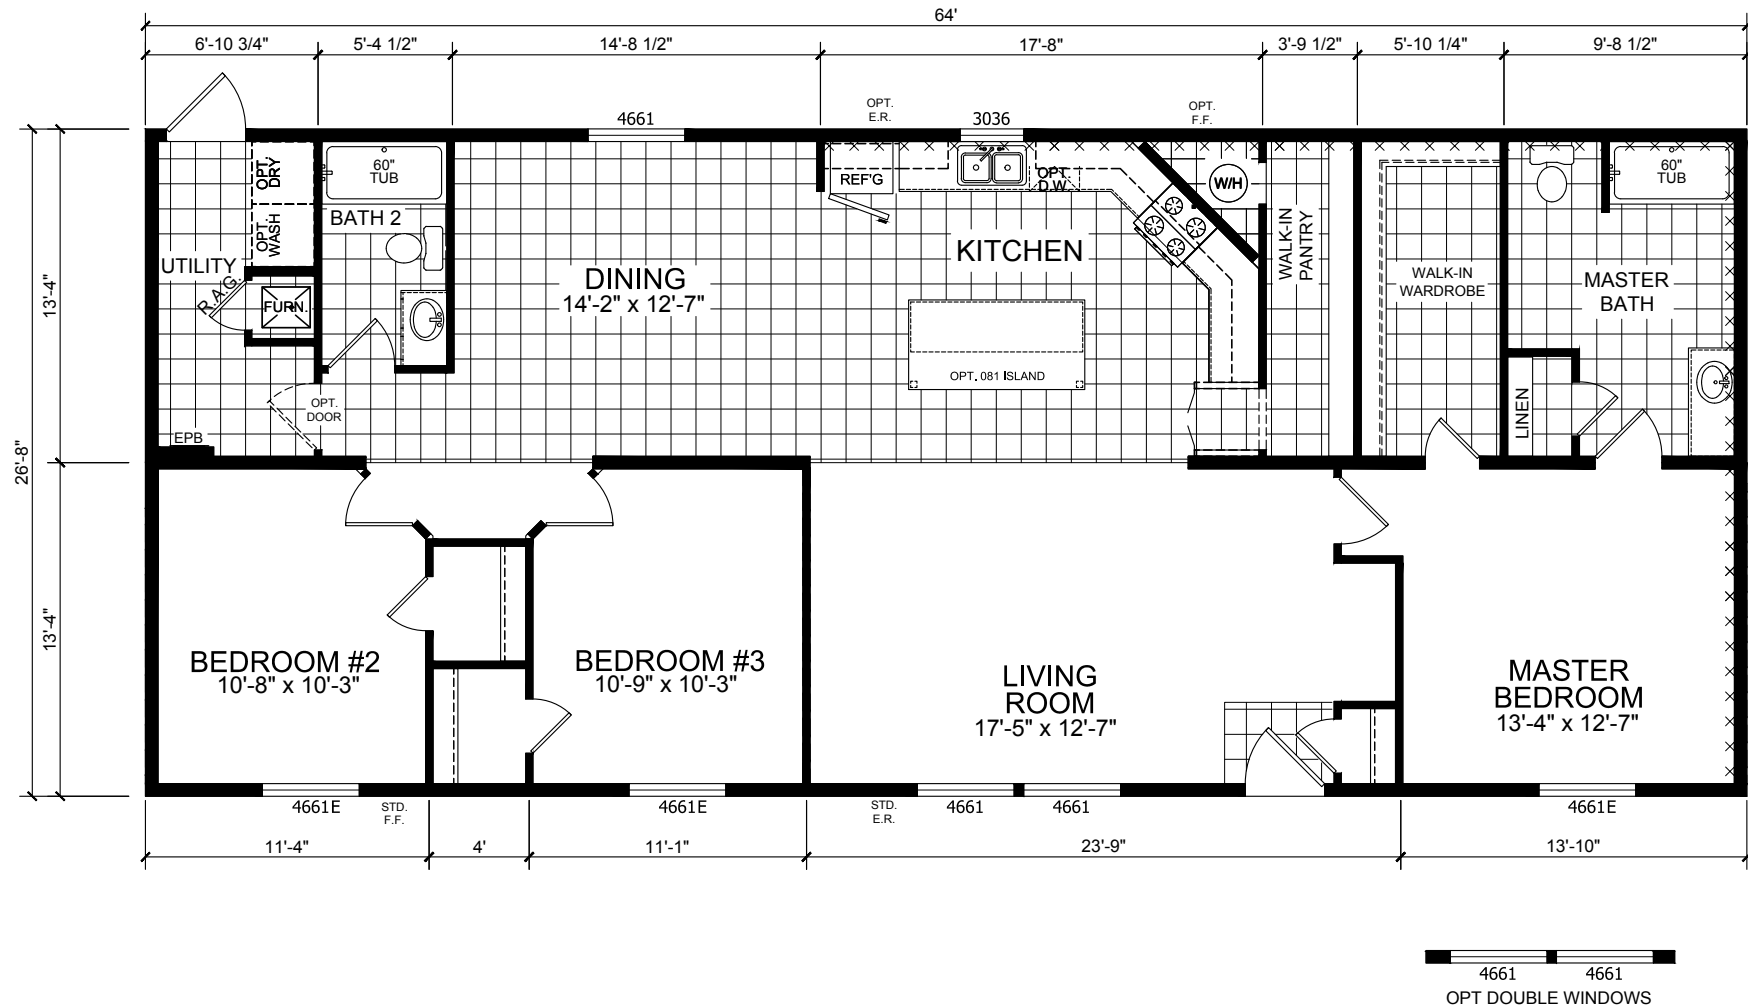 64'
6'-10 3/4"
5'-4 1/2"
14'-8 1/2"
17'-8"
3'-9 1/2"
5'-10 1/4"
9'-8 1/2"
OPT.
E.R.
OPT.
F.F.
4661
3036
OPT.
DRY
60"
TUB
REF'G
OPT.
D.W.
W/H
60"
TUB
OPT.
WASH
BATH 2
UTILITY
R.A.G.
FURN.
DINING
14'-2" x 12'-7"
KITCHEN
WALK-IN
PANTRY
WALK-IN
WARDROBE
MASTER
BATH
13'-4"
OPT. 081 ISLAND
OPT.
DOOR
LINEN
EPB
26'-8"
13'-4"
BEDROOM #2
10'-8" x 10'-3"
BEDROOM #3
10'-9" x 10'-3"
LIVING
ROOM
17'-5" x 12'-7"
MASTER
BEDROOM
13'-4" x 12'-7"
4661E
STD.
F.F.
4661E
STD.
E.R.
4661
4661
4661E
11'-4"
4'
11'-1"
23'-9"
13'-10"
4661
4661
OPT DOUBLE WINDOWS